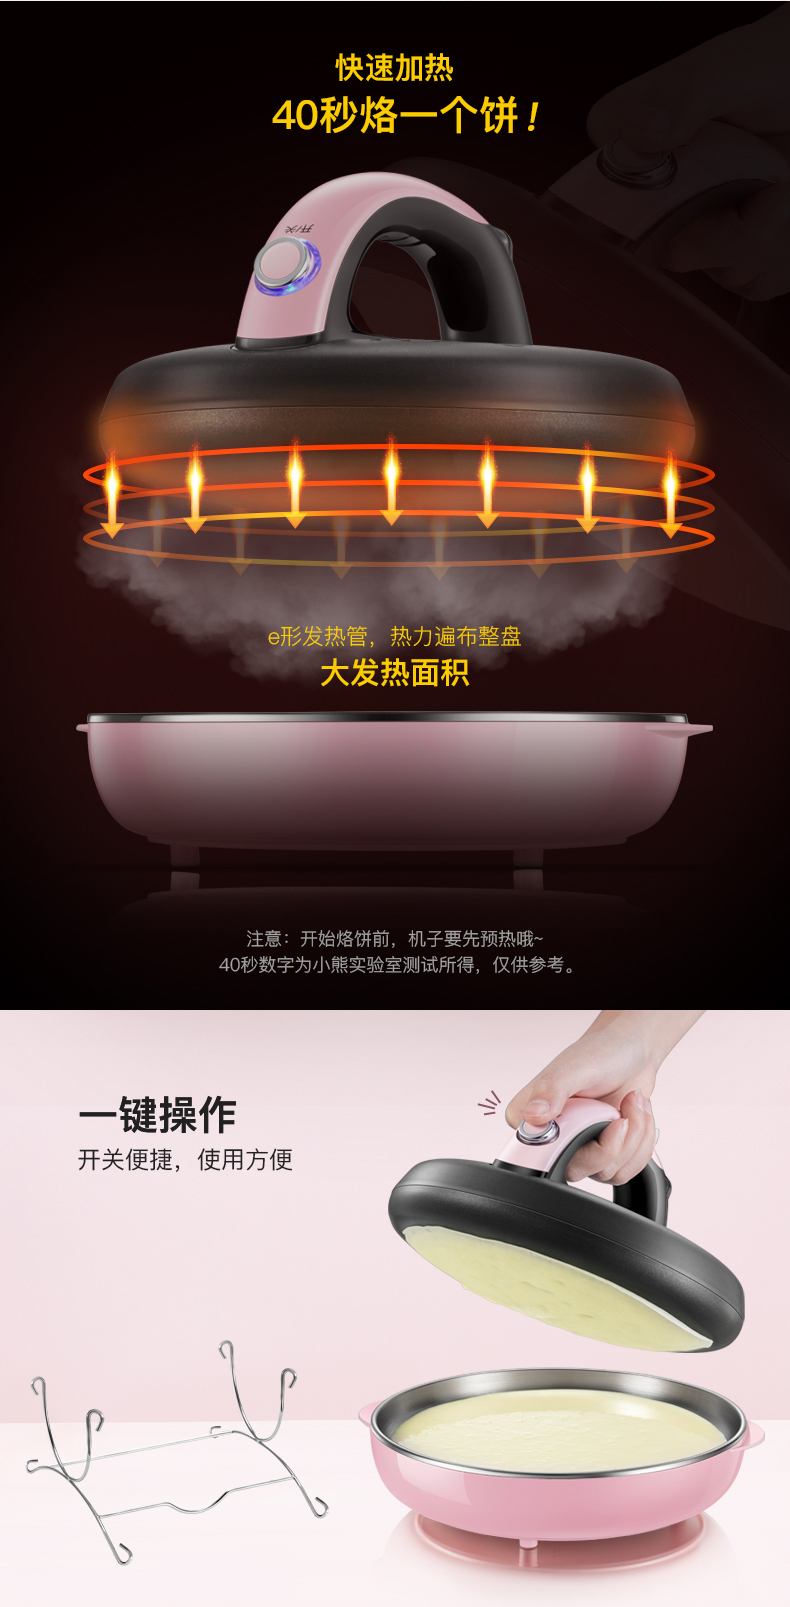 快速加热
40秒烙一个饼！
开/关
e形发热管，热力遍布整盘
大发热面积
注意：开始烙饼前，机子要先预热哦~
40秒数字为小熊实验室测试所得，仅供参考。
一键操作
开关便捷，使用方便